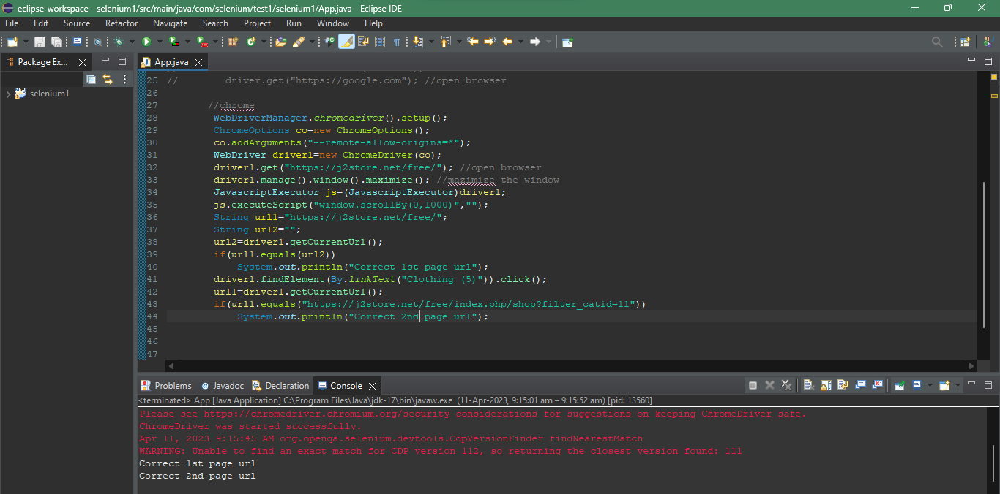 eclipse-workspace - selenium1/src/main/java/com/selenium/test1/selenium1/App.java - Eclipse IDE
File Edit Source Refactor Navigate Search Project Run Window Help
Package Ex...
App.java
selenium1
25 // driver.get("https://google.com"); //open browser
26
27 //chrome
28 WebDriverManager.chromedriver().setup();
29 ChromeOptions co=new ChromeOptions();
30 co.addArguments("--remote-allow-origins=*");
31 WebDriver driver1=new ChromeDriver(co);
32 driver1.get("https://j2store.net/free/"); //open browser
33 driver1.manage().window().maximize(); //mazimize the window
34 JavascriptExecutor js=(JavascriptExecutor)driver1;
35 js.executeScript("window.scrollBy(0,1000)","");
36 String url1="https://j2store.net/free/";
37 String url2="";
38 url2=driver1.getCurrentUrl();
39 if(url1.equals(url2))
40 System.out.println("Correct 1st page url");
41 driver1.findElement(By.linkText("Clothing (5)")).click();
42 url1=driver1.getCurrentUrl();
43 if(url1.equals("https://j2store.net/free/index.php/shop?filter_catid=11"))
44 System.out.println("Correct 2nd page url");
45
46
47
Problems Javadoc Declaration Console
<terminated> App [Java Application] C:\Program Files\Java\jdk-17\bin\javaw.exe (11-Apr-2023, 9:15:01 am – 9:15:52 am) [pid: 13560]
Please see https://chromedriver.chromium.org/security-considerations for suggestions on keeping ChromeDriver safe.
ChromeDriver was started successfully.
Apr 11, 2023 9:15:45 AM org.openqa.selenium.devtools.CdpVersionFinder findNearestMatch
WARNING: Unable to find an exact match for CDP version 112, so returning the closest version found: 111
Correct 1st page url
Correct 2nd page url